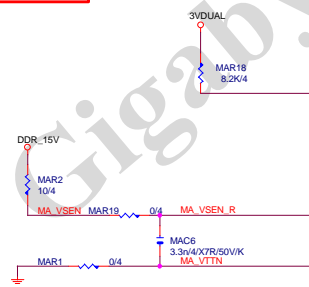 3VDUAL
MAR18
8.2K/4
DDR_15V
MAR2
10/4
MA_VSEN MAR19 0/4 MA_VSEN_R
MAC6
3.3n/4/X7R/50V/K
MAR1 0/4 MA_VTTN
Gigaby